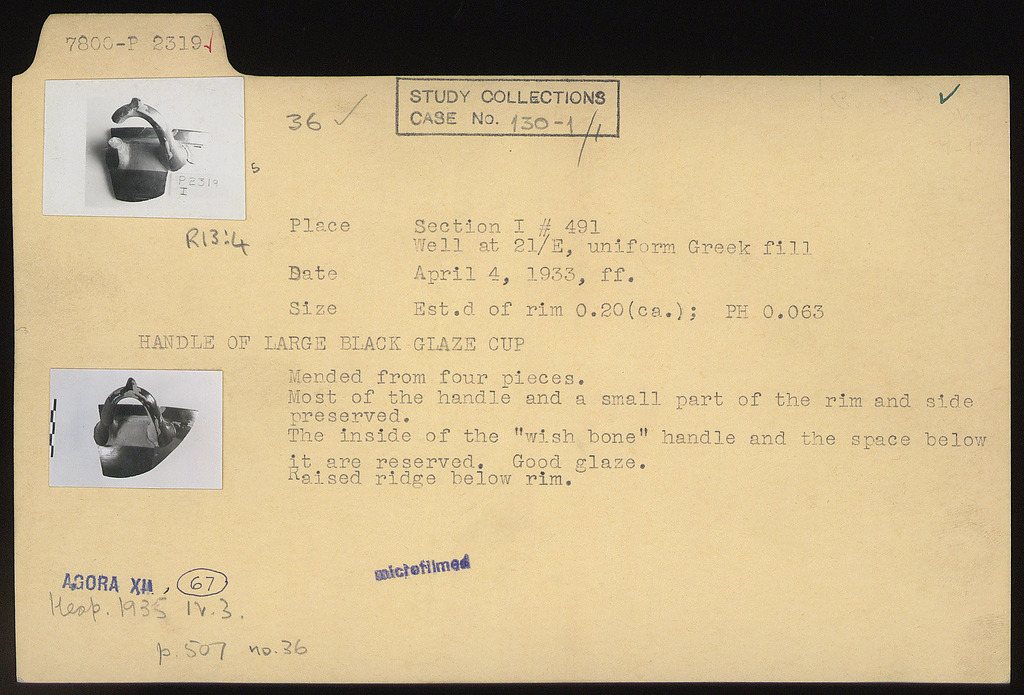 7800-P 2319
STUDY COLLECTIONS
CASE No. 130-1/1
36
P 2319
I
5
R13:4
Place Section I # 491
Well at 21/E, uniform Greek fill
Date April 4, 1933, ff.
Size Est.d of rim 0.20(ca.); PH 0.063
HANDLE OF LARGE BLACK GLAZE CUP
Mended from four pieces.
Most of the handle and a small part of the rim and side
preserved.
The inside of the "wish bone" handle and the space below
it are reserved. Good glaze.
Raised ridge below rim.
microfilmed
AGORA XII, 67
Hesp. 1935 IV.3.
p. 507 no. 36